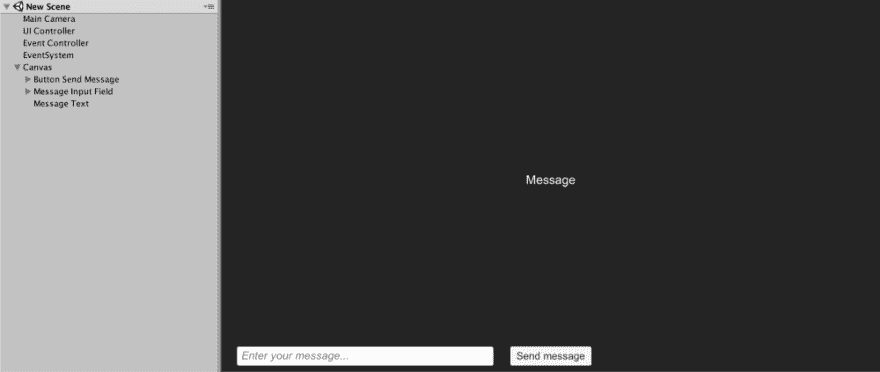 New Scene
Main Camera
UI Controller
Event Controller
EventSystem
Canvas
Button Send Message
Message Input Field
Message Text
Message
Enter your message...
Send message